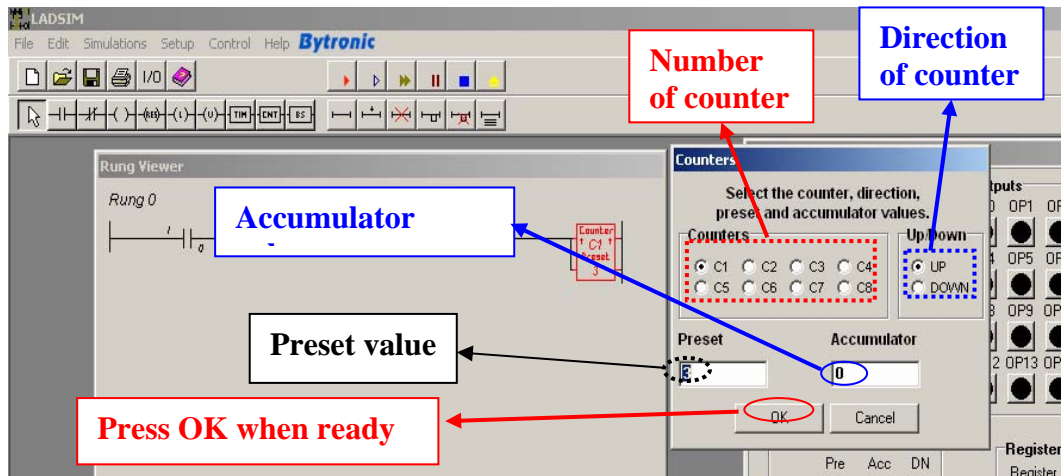 LADSIM
File Edit Simulations Setup Control Help Bytronic
I/O
(RES) (L) (U) TIM CNT BS
Number
of counter
Direction
of counter
Rung Viewer
Rung 0
I
0
Accumulator
Counter
↑ C1 ↑
Preset
3
Preset value
Press OK when ready
Counters
Select the counter, direction,
preset and accumulator values.
Counters
C1 C2 C3 C4
C5 C6 C7 C8
Up/Down
UP
DOWN
Preset Accumulator
3 0
OK Cancel
Pre Acc DN
OP1
OP5
OP9
OP13
Register
Register